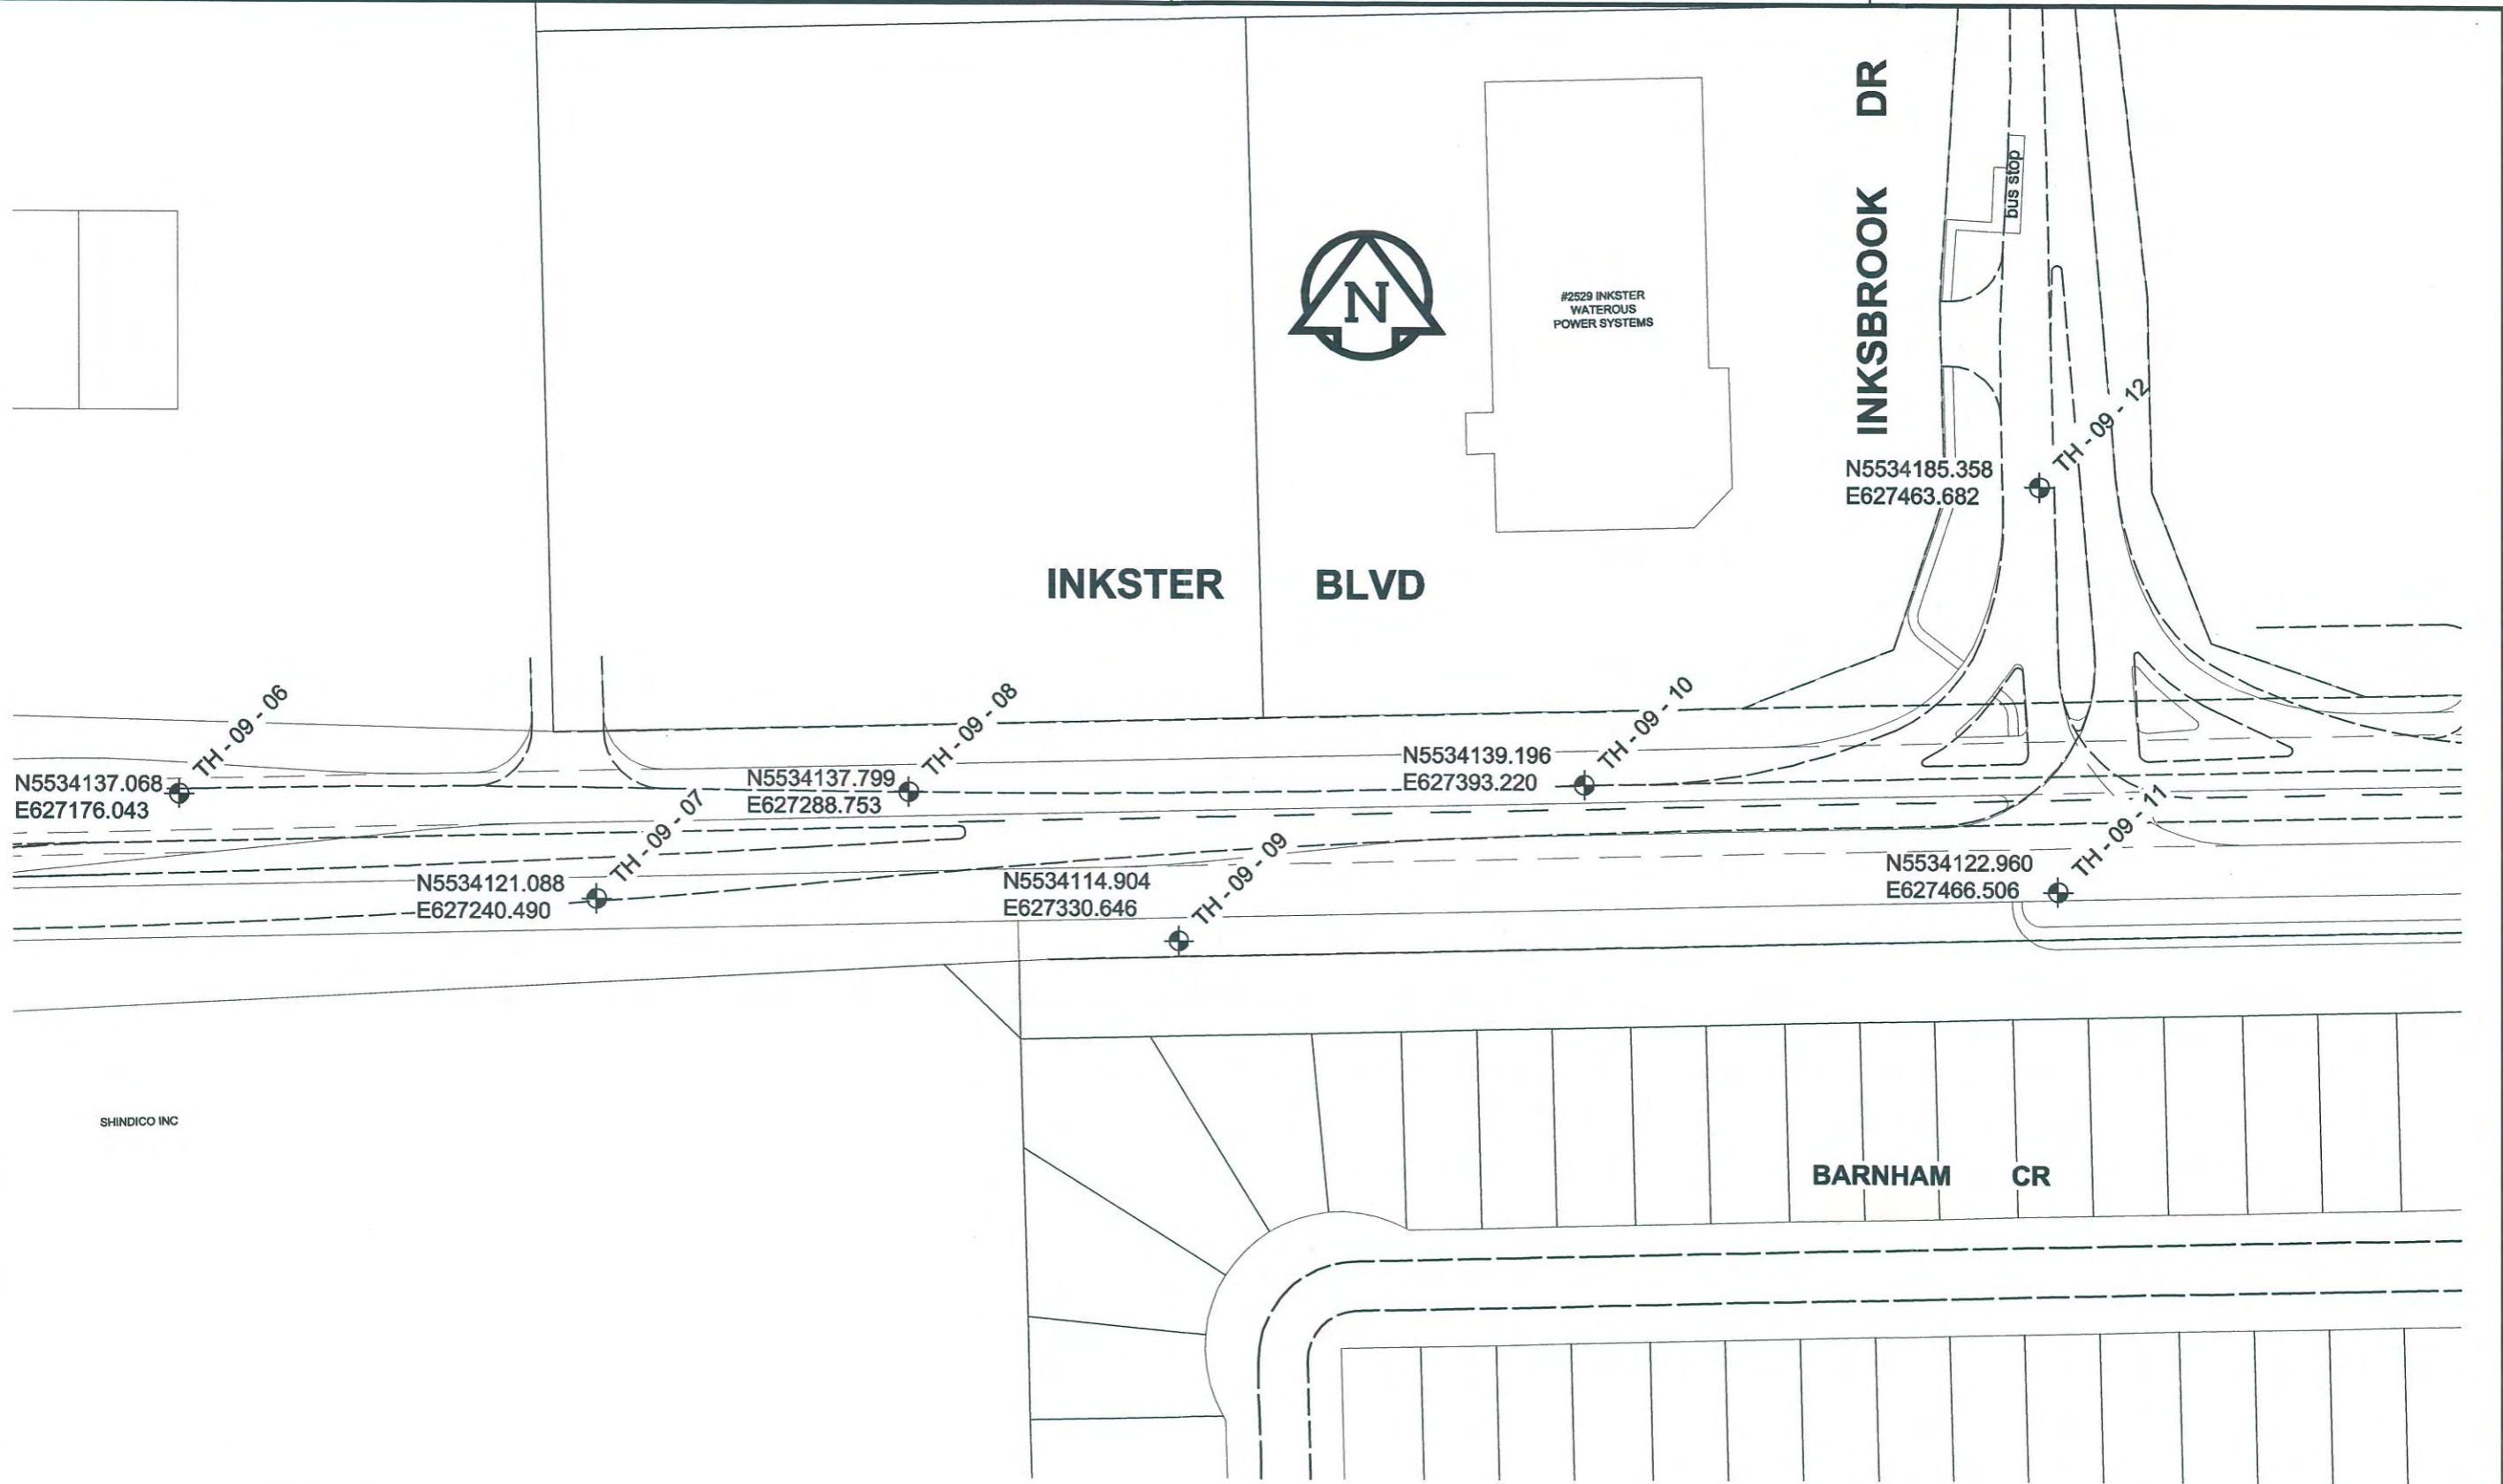 INKSBROOK DR
bus stop
N
#2529 INKSTER
WATEROUS
POWER SYSTEMS
TH - 09 - 12
N5534185.358
E627463.682
INKSTER BLVD
TH - 09 - 06
N5534137.068
E627176.043
TH - 09 - 08
N5534137.799
E627288.753
TH - 09 - 10
N5534139.196
E627393.220
TH - 09 - 07
N5534121.088
E627240.490
TH - 09 - 09
N5534114.904
E627330.646
TH - 09 - 11
N5534122.960
E627466.506
SHINDICO INC
BARNHAM CR